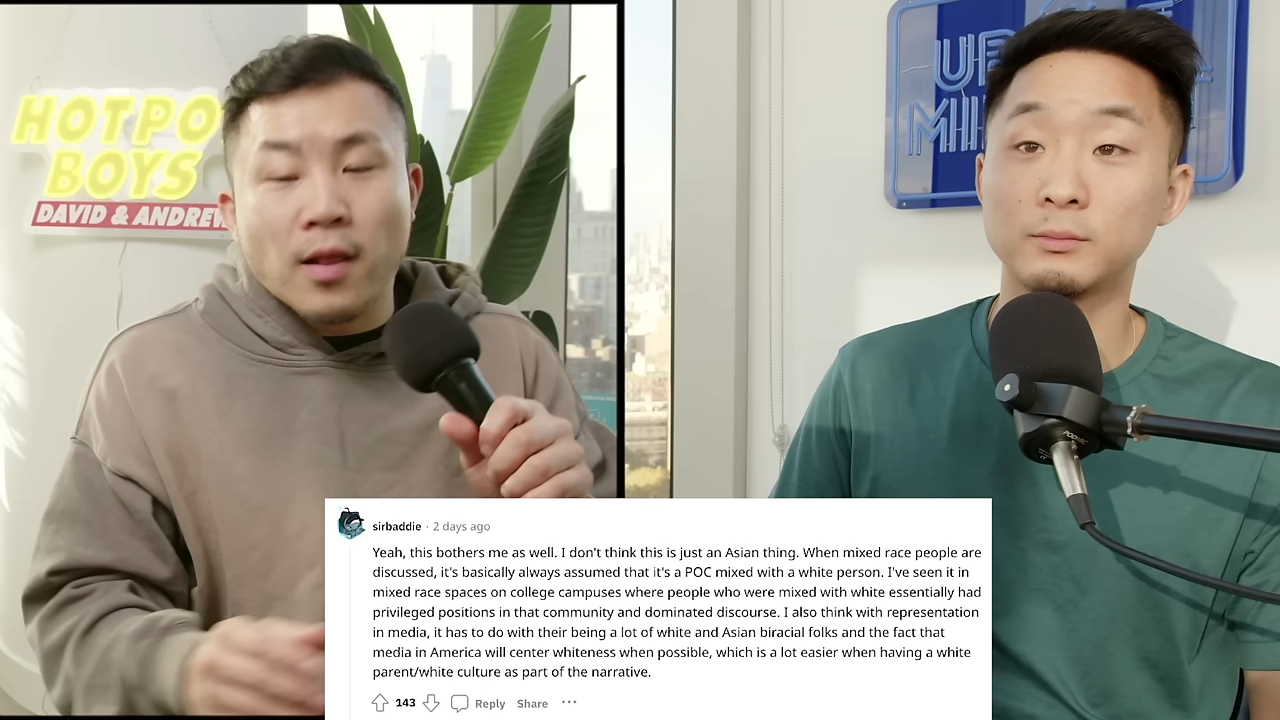 HOTPO
BOYS
DAVID & ANDREW
sirbaddie · 2 days ago
Yeah, this bothers me as well. I don't think this is just an Asian thing. When mixed race people are
discussed, it's basically always assumed that it's a POC mixed with a white person. I've seen it in
mixed race spaces on college campuses where people who were mixed with white essentially had
privileged positions in that community and dominated discourse. I also think with representation
in media, it has to do with their being a lot of white and Asian biracial folks and the fact that
media in America will center whiteness when possible, which is a lot easier when having a white
parent/white culture as part of the narrative.
143 Reply Share ···